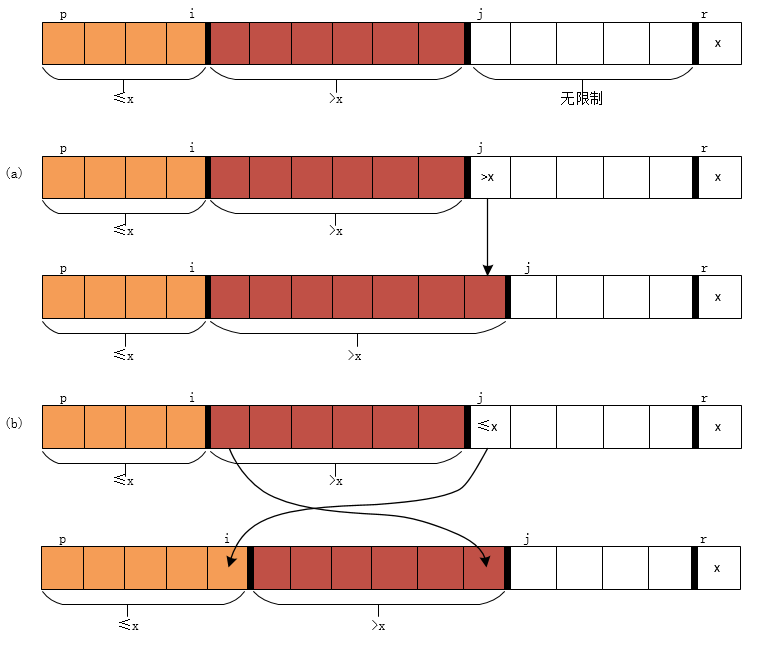 p i j r
x
≤x >x 无限制
p i j r
(a) >x x
≤x >x
p i j r
x
≤x >x
p i j r
(b) ≤x x
≤x >x
p i j r
x
≤x >x